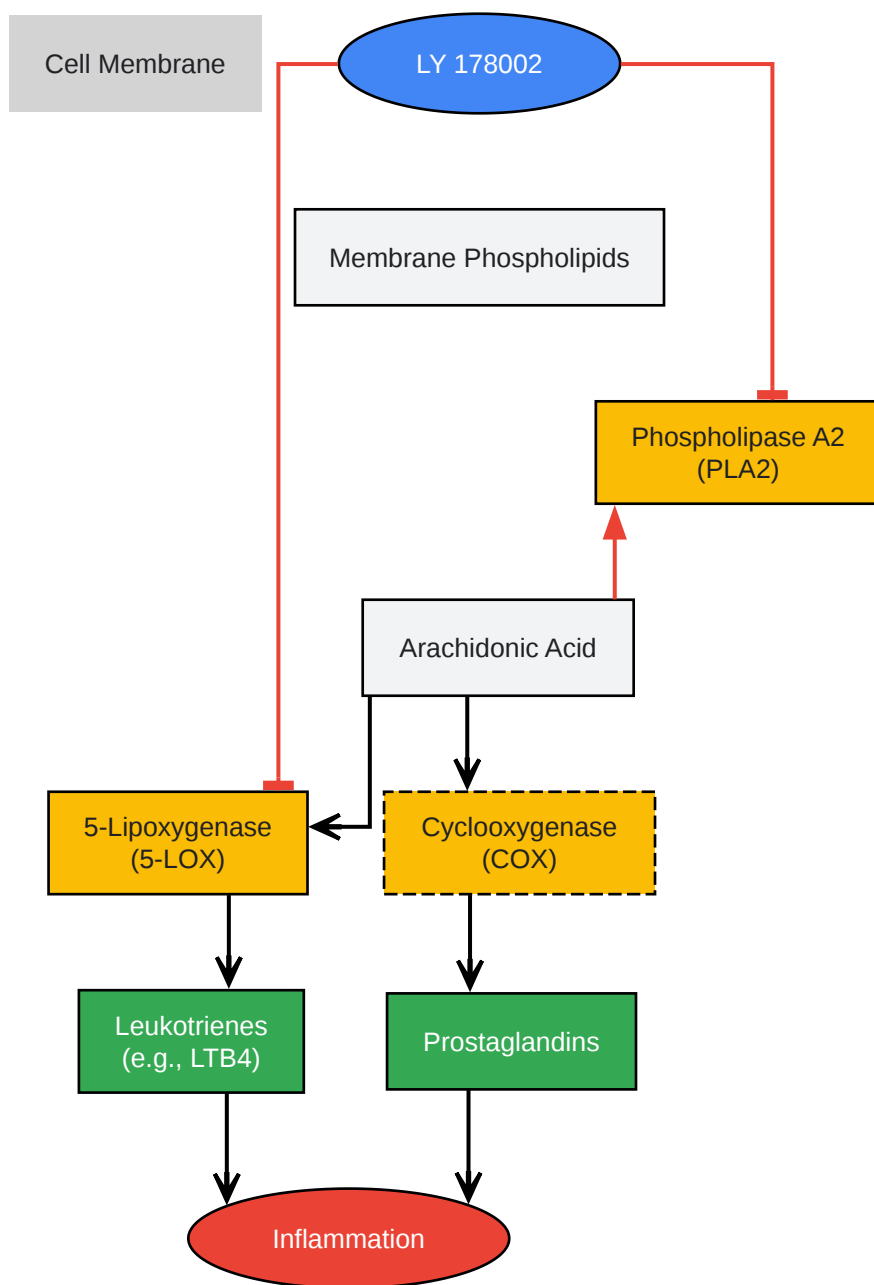 Cell Membrane
LY 178002
Membrane Phospholipids
Phospholipase A2
(PLA2)
Arachidonic Acid
5-Lipoxygenase
(5-LOX)
Cyclooxygenase
(COX)
Leukotrienes
(e.g., LTB4)
Prostaglandins
Inflammation